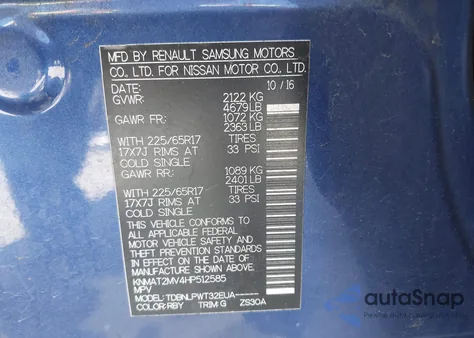 MFD BY RENAULT SAMSUNG MOTORS
CO. LTD. FOR NISSAN MOTOR CO., LTD.
DATE: 10 / 16
GVWR: 2122 KG
4679 LB
GAWR FR: 1072 KG
2363 LB
WITH 225/65R17 TIRES
17X7J RIMS AT 33 PSI
COLD SINGLE
GAWR RR: 1089 KG
2401 LB
WITH 225/65R17 TIRES
17X7J RIMS AT 33 PSI
COLD SINGLE
THIS VEHICLE CONFORMS TO
ALL APPLICABLE U.S. FEDERAL
MOTOR VEHICLE SAFETY AND
THEFT PREVENTION STANDARDS
IN EFFECT ON THE DATE OF
MANUFACTURE SHOWN ABOVE.
KNMAT2MV4HP512585
MPV
MODEL: TDBNLPWT32EUA
COLOR: RBY TRIM: G ZS30A
autoSnap